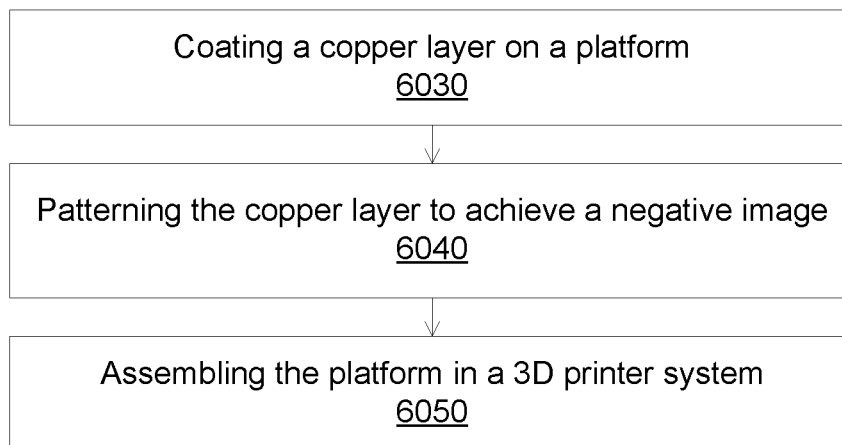 Coating a copper layer on a platform
6030
Patterning the copper layer to achieve a negative image
6040
Assembling the platform in a 3D printer system
6050